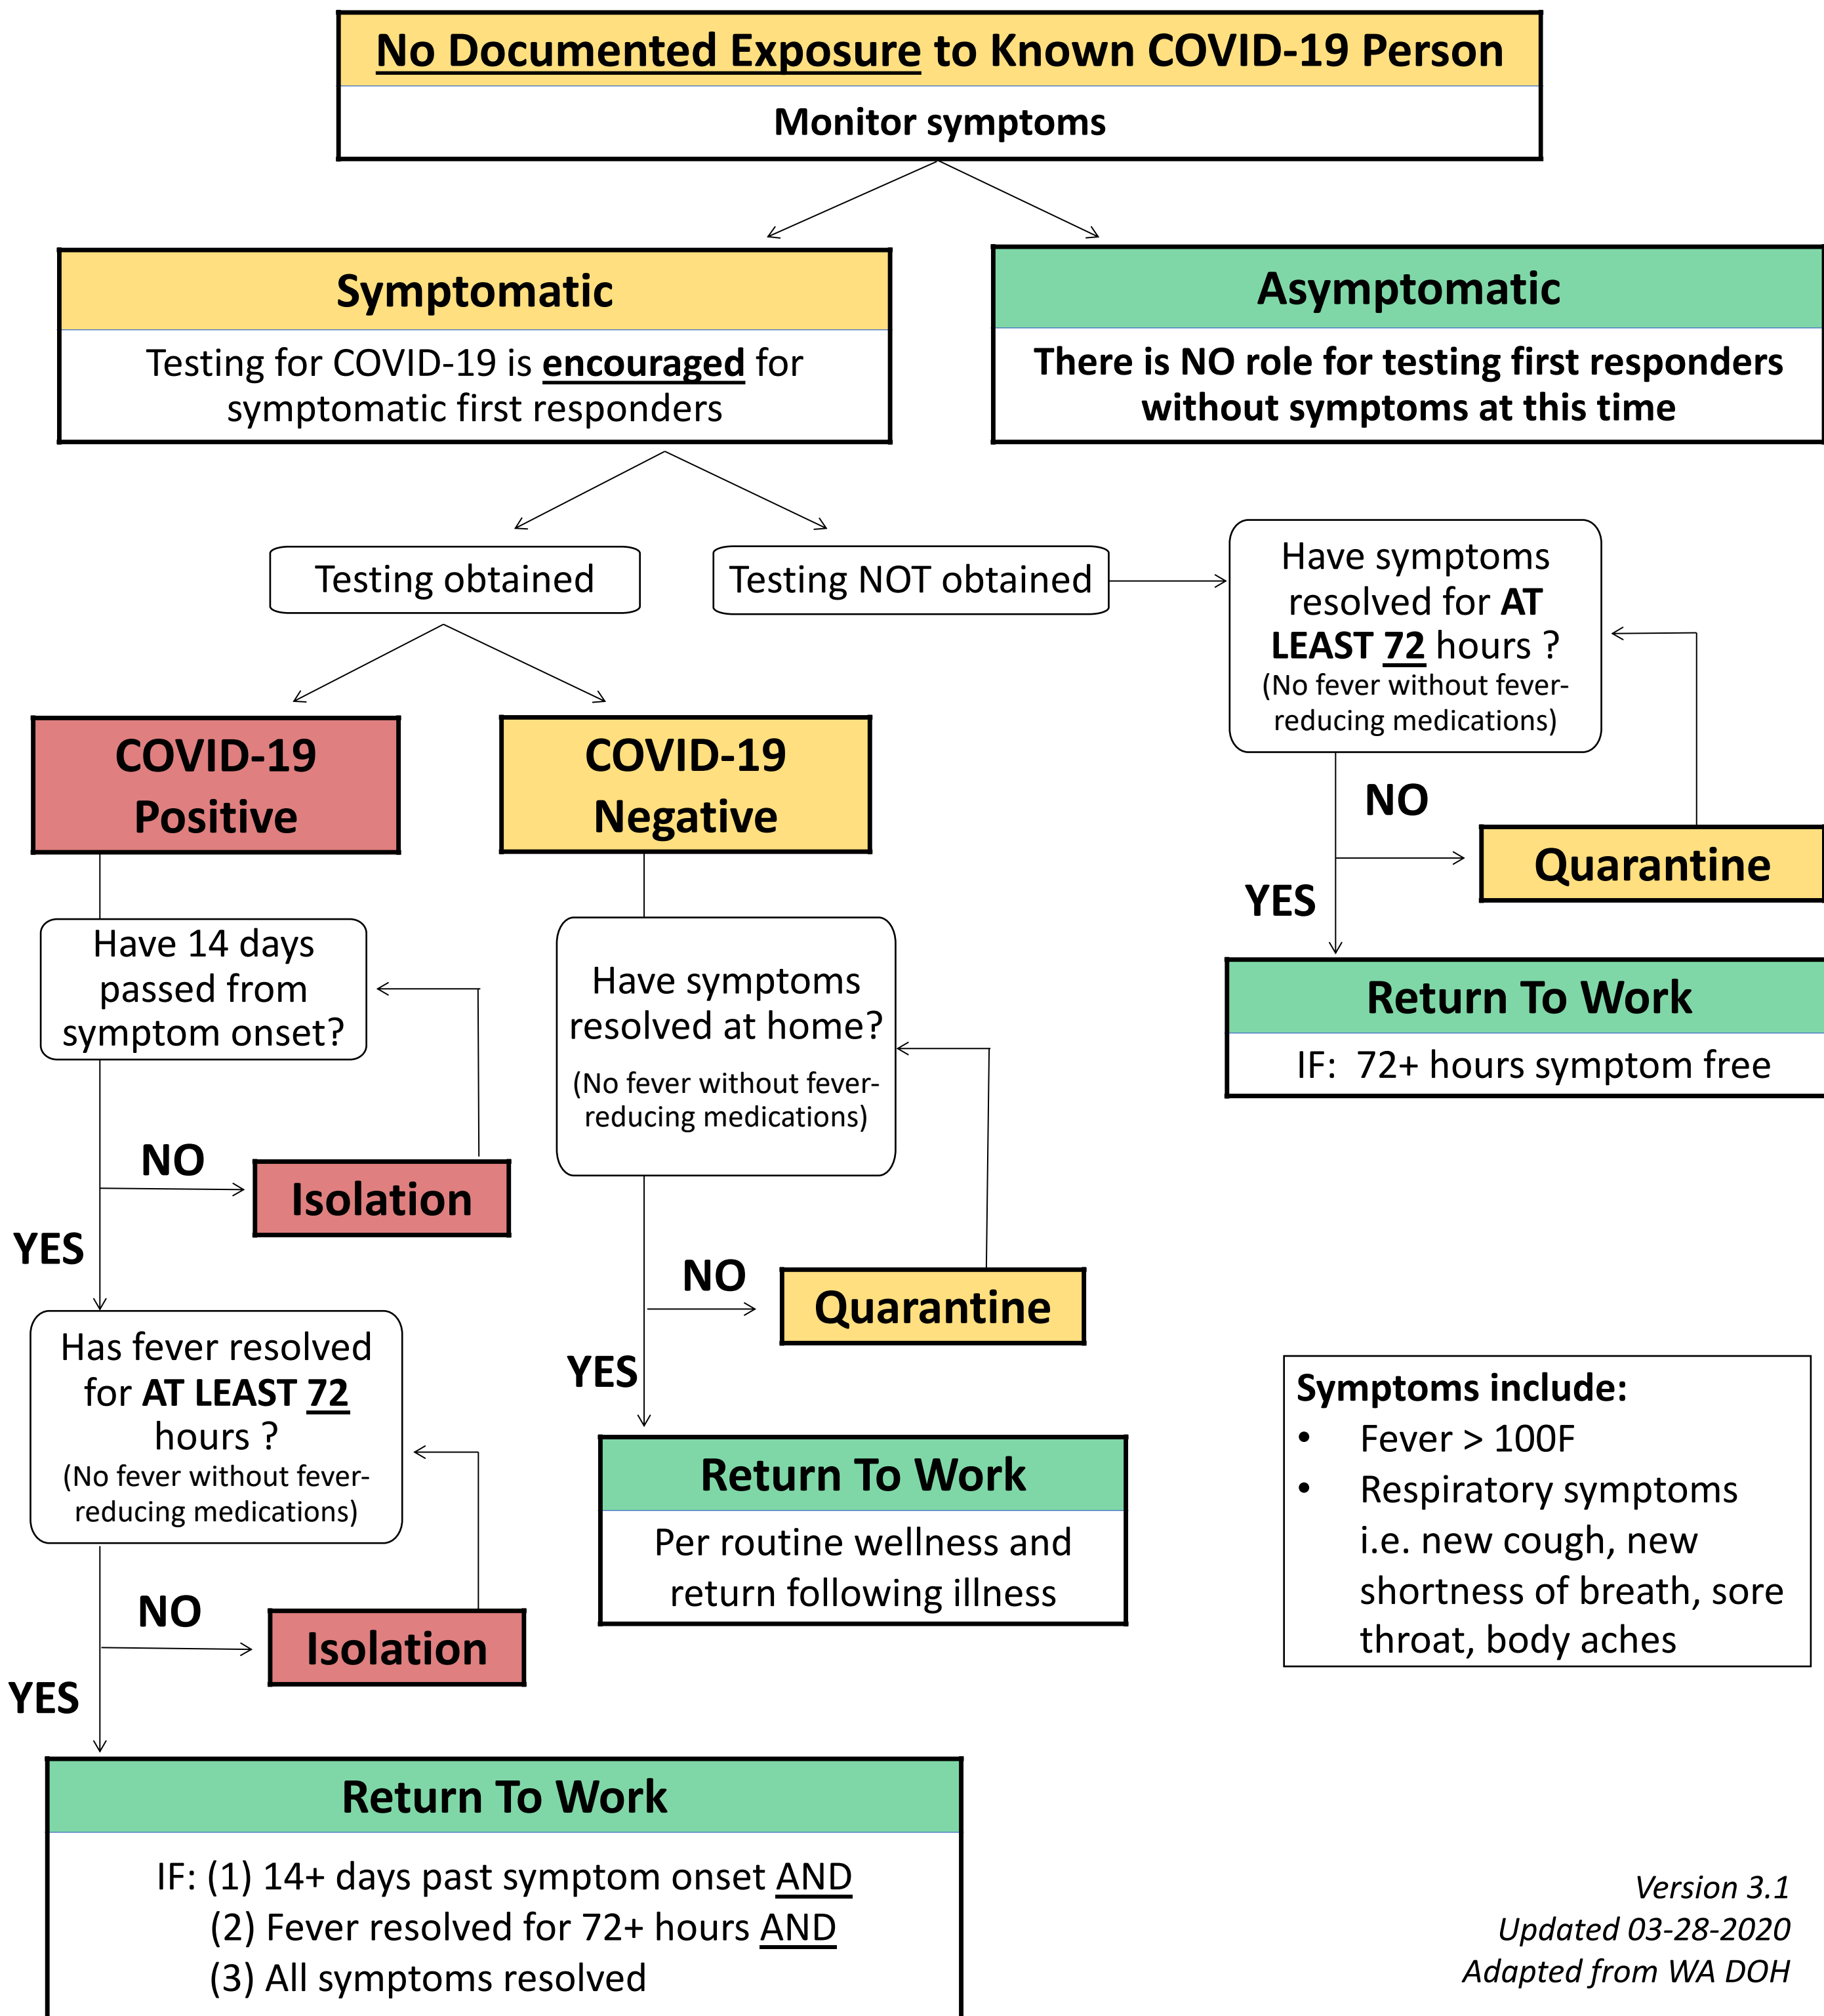 No Documented Exposure to Known COVID-19 Person
Monitor symptoms
Symptomatic
Testing for COVID-19 is encouraged for
symptomatic first responders
Asymptomatic
There is NO role for testing first responders
without symptoms at this time
Testing obtained
Testing NOT obtained
Have symptoms
resolved for AT
LEAST 72 hours ?
(No fever without fever-
reducing medications)
NO
Quarantine
YES
Return To Work
IF: 72+ hours symptom free
COVID-19
Positive
COVID-19
Negative
Have 14 days
passed from
symptom onset?
NO
Isolation
YES
Has fever resolved
for AT LEAST 72
hours ?
(No fever without fever-
reducing medications)
NO
Isolation
YES
Return To Work
IF: (1) 14+ days past symptom onset AND
(2) Fever resolved for 72+ hours AND
(3) All symptoms resolved
Have symptoms
resolved at home?
(No fever without fever-
reducing medications)
NO
Quarantine
YES
Return To Work
Per routine wellness and
return following illness
Symptoms include:
• Fever > 100F
• Respiratory symptoms
i.e. new cough, new
shortness of breath, sore
throat, body aches
Version 3.1
Updated 03-28-2020
Adapted from WA DOH